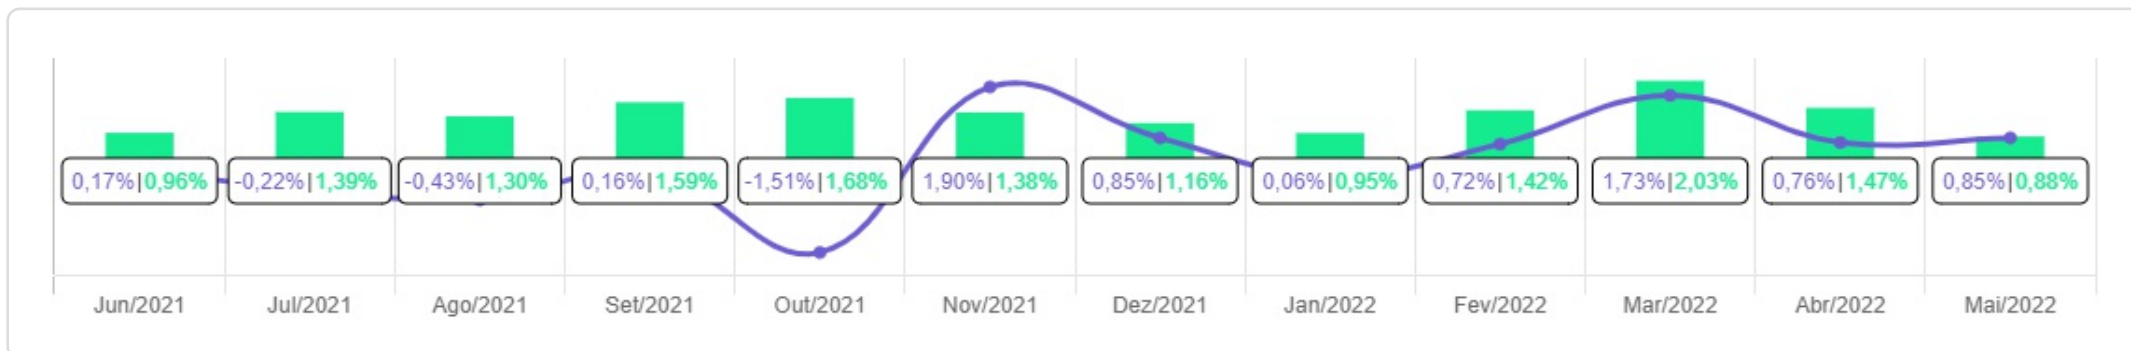 0,17%|0,96% -0,22%|1,39% -0,43%|1,30% 0,16%|1,59% -1,51%|1,68% 1,90%|1,38% 0,85%|1,16% 0,06%|0,95% 0,72%|1,42% 1,73%|2,03% 0,76%|1,47% 0,85%|0,88%
Jun/2021 Jul/2021 Ago/2021 Set/2021 Out/2021 Nov/2021 Dez/2021 Jan/2022 Fev/2022 Mar/2022 Abr/2022 Mai/2022